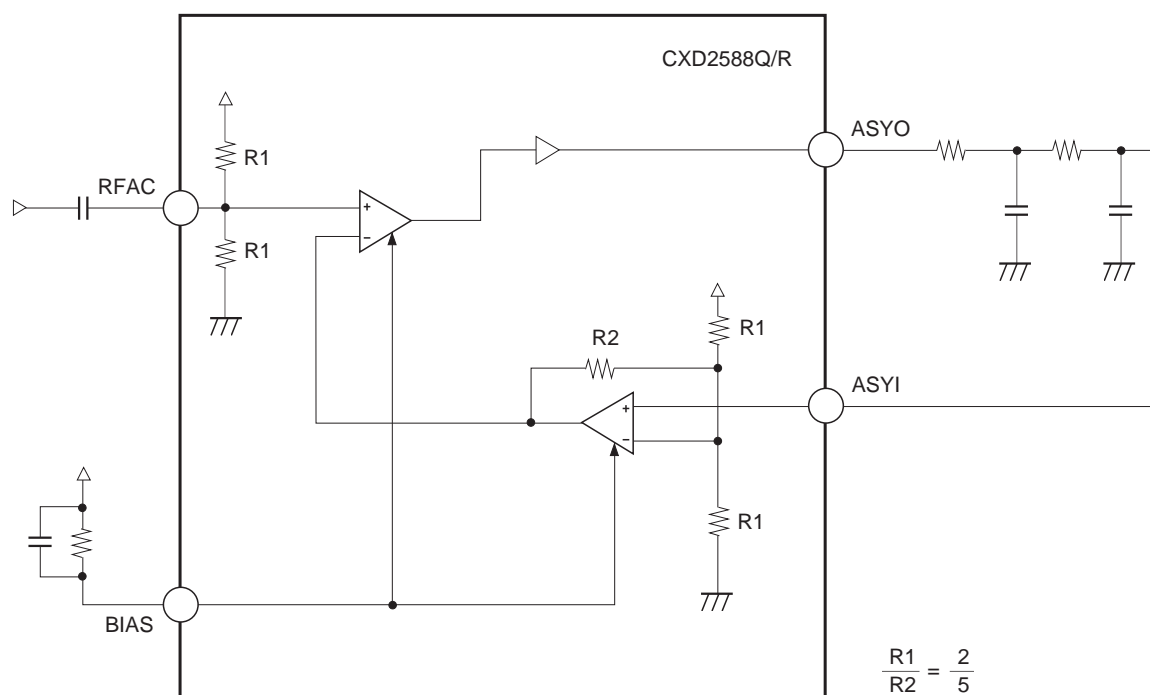 CXD2588Q/R
ASYO
R1
RFAC
+
−
R1
R1
R2
ASYI
+
−
R1
BIAS
R1
R2
=
2
5